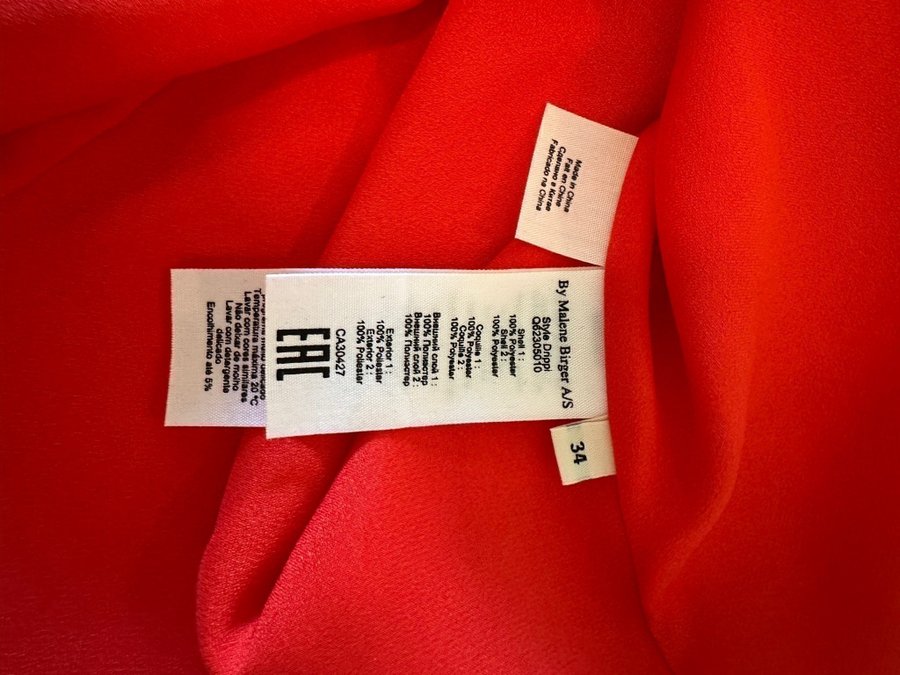 Made in China
Fait en Chine
Сделано в Китае
Fabricado na China
By Malene Birger A/S
Style Drippi
Q62305010
Shell 1 :
100% Polyester
Shell 2 :
100% Polyester
Coquille 1 :
100% Polyester
Coquille 2 :
100% Polyester
Внешний слой 1 :
100% Полиэстер
Внешний слой 2 :
100% Полиэстер
Exterior 1 :
100% Poliéster
Exterior 2 :
100% Poliéster
CA30427
EAC
34
Temperatura máxima 20 °C
Lavar com cores similares
Não deixar de molho
Lavar com detergente
delicado
Encolhimento até 5%